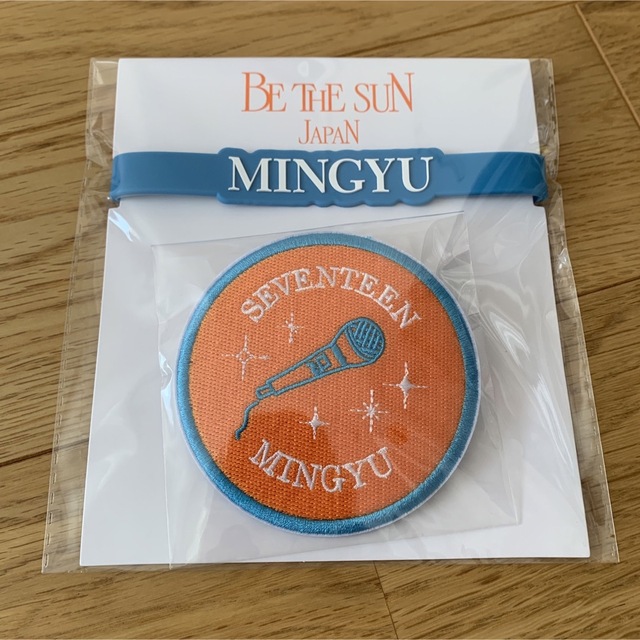 BE THE SUN
JAPAN
MINGYU
SEVENTEEN
MINGYU